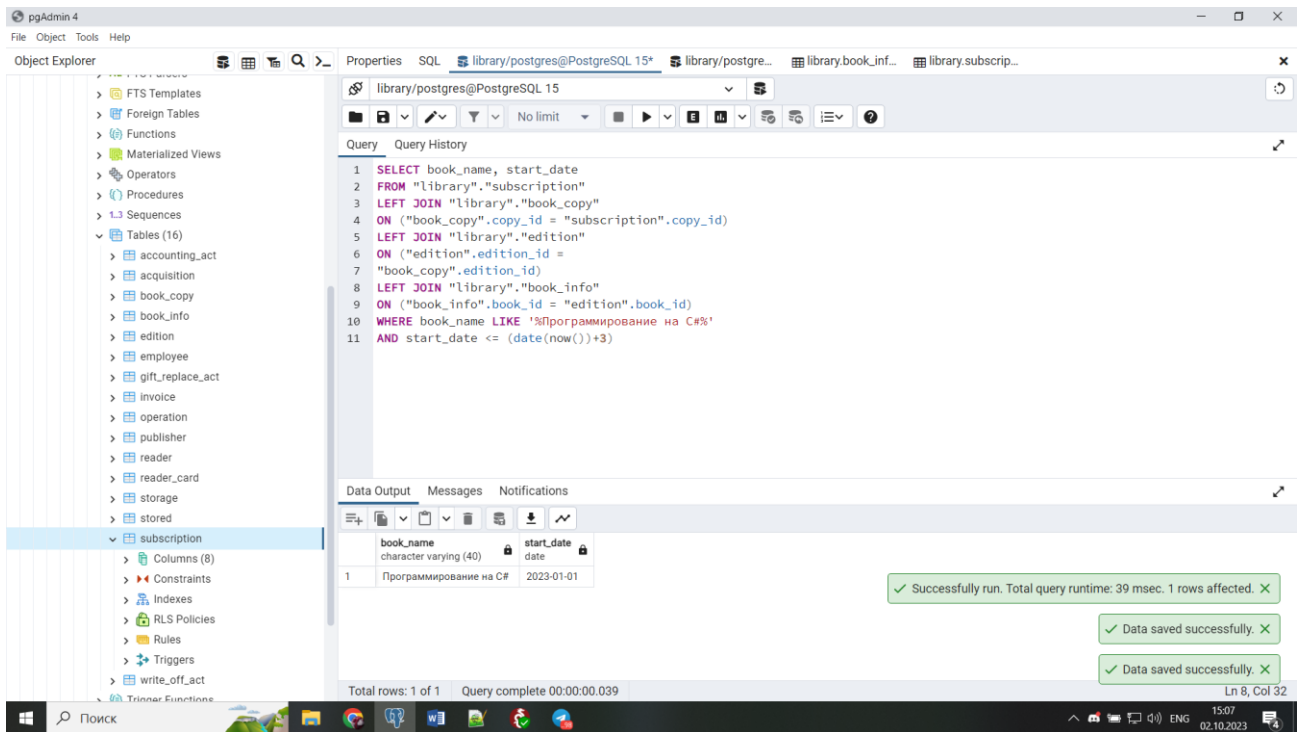 pgAdmin 4
File Object Tools Help
Object Explorer
Properties SQL library/postgres@PostgreSQL 15* library/postgre... library.book_inf... library.subscrip...
FTS Templates
Foreign Tables
Functions
Materialized Views
Operators
Procedures
1..3 Sequences
Tables (16)
accounting_act
acquisition
book_copy
book_info
edition
employee
gift_replace_act
invoice
operation
publisher
reader
reader_card
storage
stored
subscription
Columns (8)
Constraints
Indexes
RLS Policies
Rules
Triggers
write_off_act
Trigger Functions
library/postgres@PostgreSQL 15
No limit
Query Query History
1 SELECT book_name, start_date
2 FROM "library"."subscription"
3 LEFT JOIN "library"."book_copy"
4 ON ("book_copy".copy_id = "subscription".copy_id)
5 LEFT JOIN "library"."edition"
6 ON ("edition".edition_id =
7 "book_copy".edition_id)
8 LEFT JOIN "library"."book_info"
9 ON ("book_info".book_id = "edition".book_id)
10 WHERE book_name LIKE '%Программирование на C#%'
11 AND start_date <= (date(now())+3)
Data Output Messages Notifications
book_name start_date
character varying (40) date
1 Программирование на C# 2023-01-01
Successfully run. Total query runtime: 39 msec. 1 rows affected.
Data saved successfully.
Data saved successfully.
Total rows: 1 of 1 Query complete 00:00:00.039 Ln 8, Col 32
Поиск
ENG 15:07
02.10.2023
4